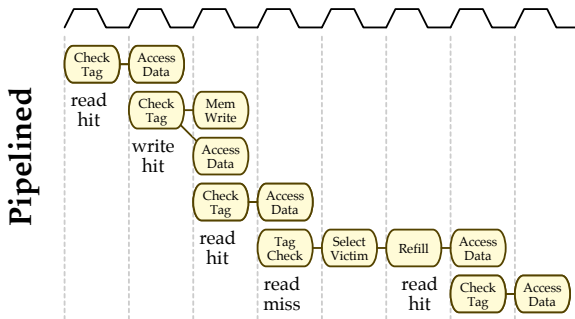 Pipelined
Check
Tag
Access
Data
read
hit
Check
Tag
Mem
Write
write
hit
Access
Data
Check
Tag
Access
Data
read
hit
Tag
Check
Select
Victim
Refill
Access
Data
read
miss
read
hit
Check
Tag
Access
Data